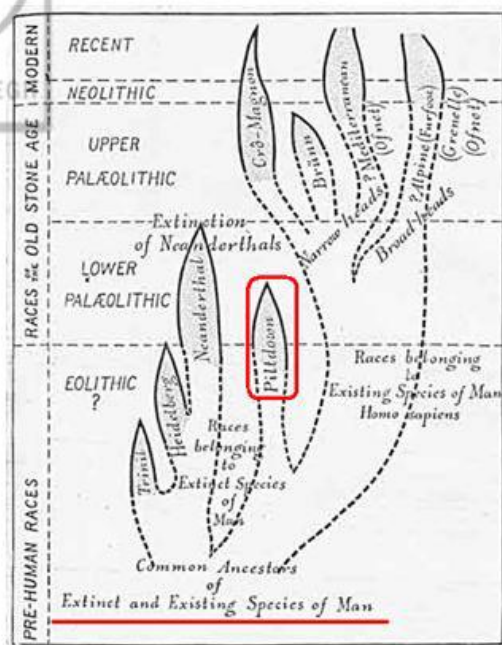 RECENT
NEOLITHIC
UPPER
PALÆOLITHIC
Extinction
of Neanderthals
LOWER
PALÆOLITHIC
EOLITHIC
?
MODERN
RACES OF THE OLD STONE AGE
PRE-HUMAN RACES
Crô-Magnon
Brünn
? Mediterranean
(Ofnet)
? Alpine (Furfooz)
(Grenelle)
(Ofnet)
Narrow heads
Broad heads
Neanderthal
Piltdown
Heidelberg
Trinil
Races
belonging
to
Extinct Species
of
Man
Races belonging
to
Existing Species of Man
Homo sapiens
Common Ancestors
of
Extinct and Existing Species of Man